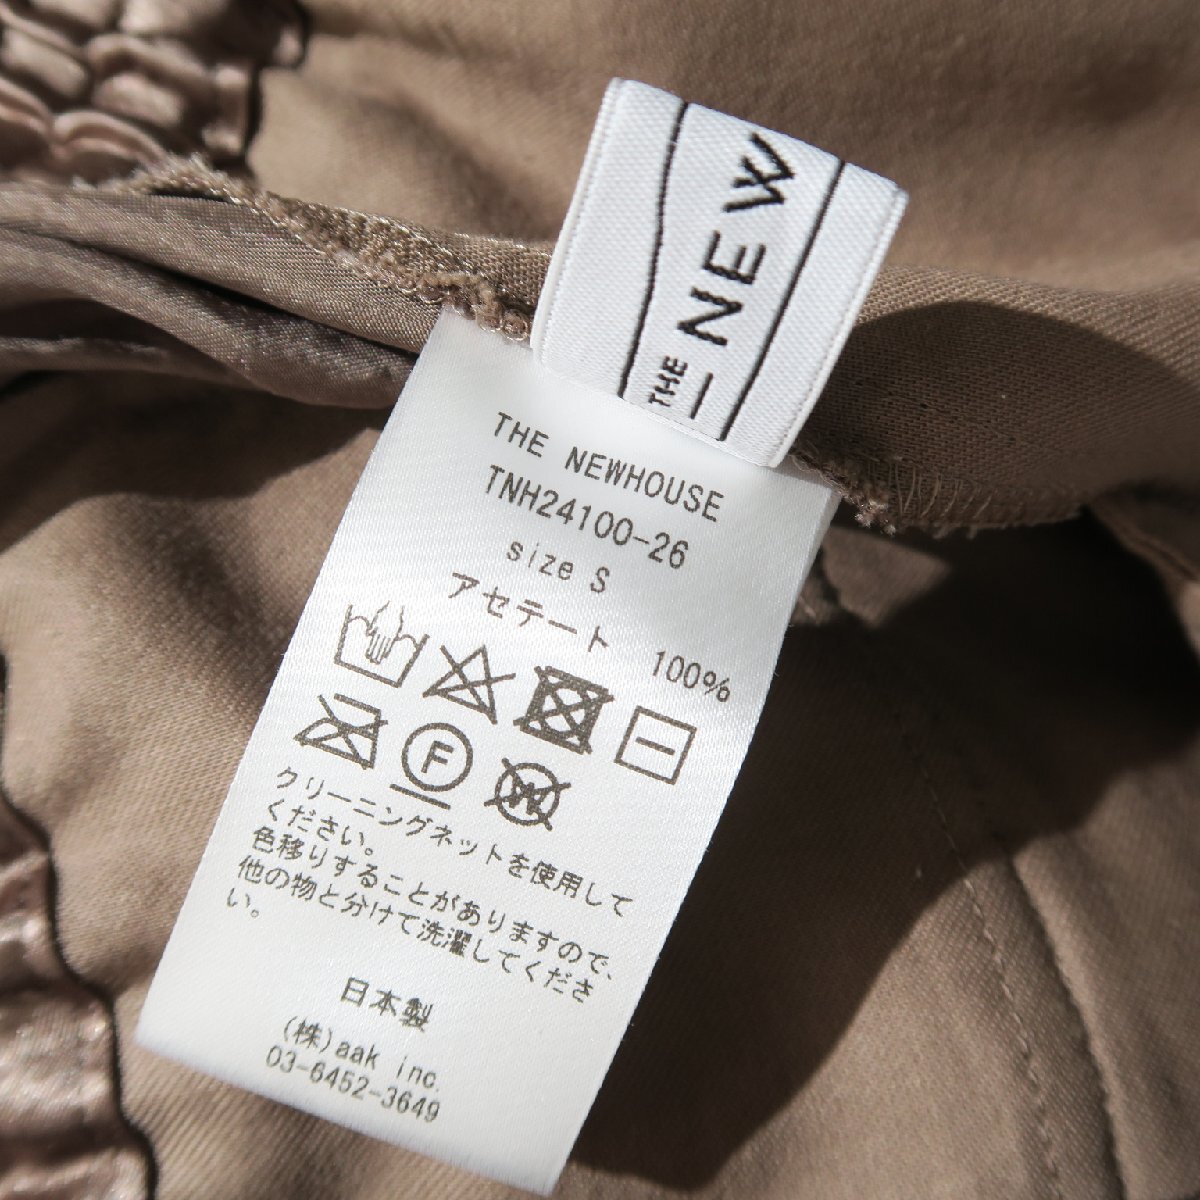 THE NEW
THE NEWHOUSE
TNH24100-26
size S
アセテート 100%
F
W
クリーニングネットを使用して
ください。
色移りすることがありますので、
他の物と分けて洗濯してくださ
い。
日本製
(株)aak inc.
03-6452-3649